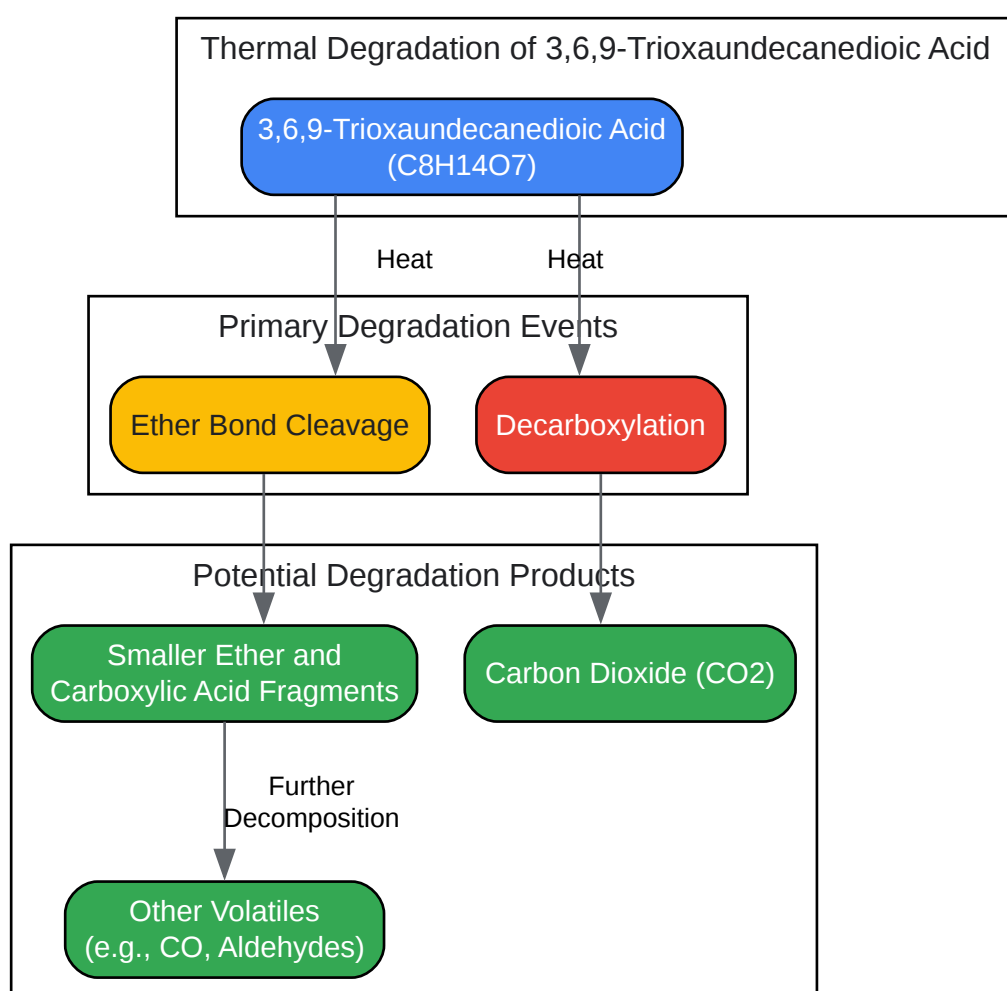 Thermal Degradation of 3,6,9-Trioxaundecanedioic Acid
3,6,9-Trioxaundecanedioic Acid
(C8H14O7)
Heat
Heat
Primary Degradation Events
Ether Bond Cleavage
Decarboxylation
Potential Degradation Products
Smaller Ether and
Carboxylic Acid Fragments
Carbon Dioxide (CO2)
Further
Decomposition
Other Volatiles
(e.g., CO, Aldehydes)